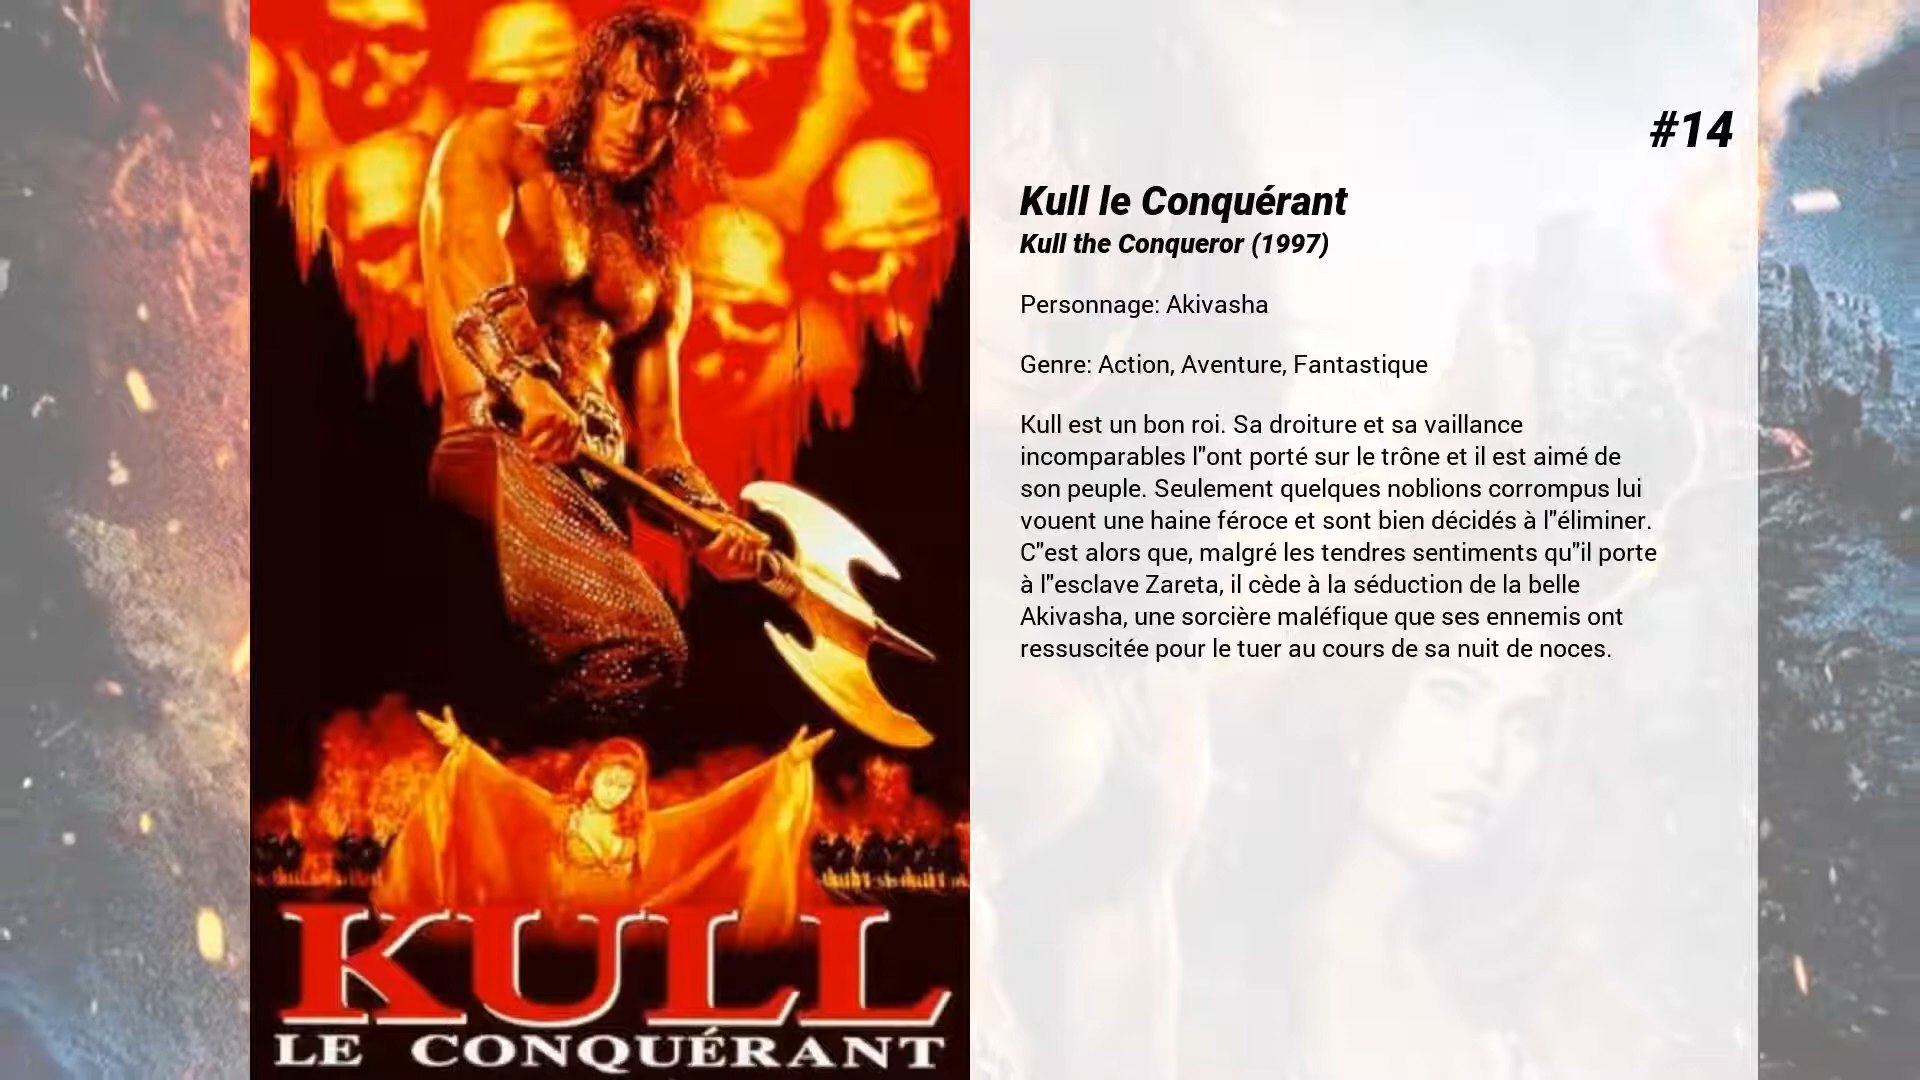 KULL
LE CONQUÉRANT
#14
Kull le Conquérant
Kull the Conqueror (1997)
Personnage: Akivasha
Genre: Action, Aventure, Fantastique
Kull est un bon roi. Sa droiture et sa vaillance
incomparables l"ont porté sur le trône et il est aimé de
son peuple. Seulement quelques noblions corrompus lui
vouent une haine féroce et sont bien décidés à l"éliminer.
C"est alors que, malgré les tendres sentiments qu"il porte
à l"esclave Zareta, il cède à la séduction de la belle
Akivasha, une sorcière maléfique que ses ennemis ont
ressuscitée pour le tuer au cours de sa nuit de noces.